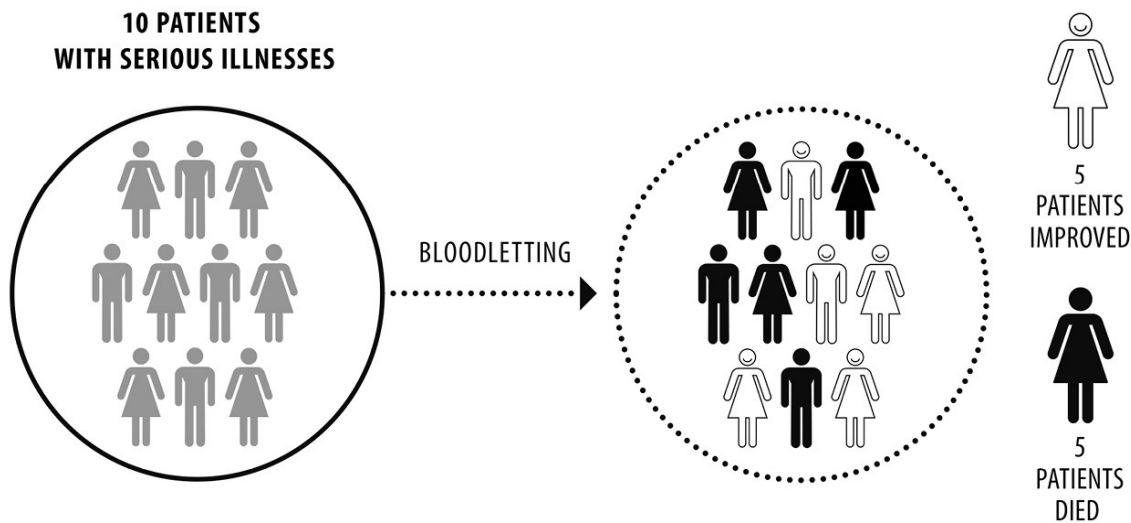 10 PATIENTS
WITH SERIOUS ILLNESSES
BLOODLETTING
5
PATIENTS
IMPROVED
5
PATIENTS
DIED